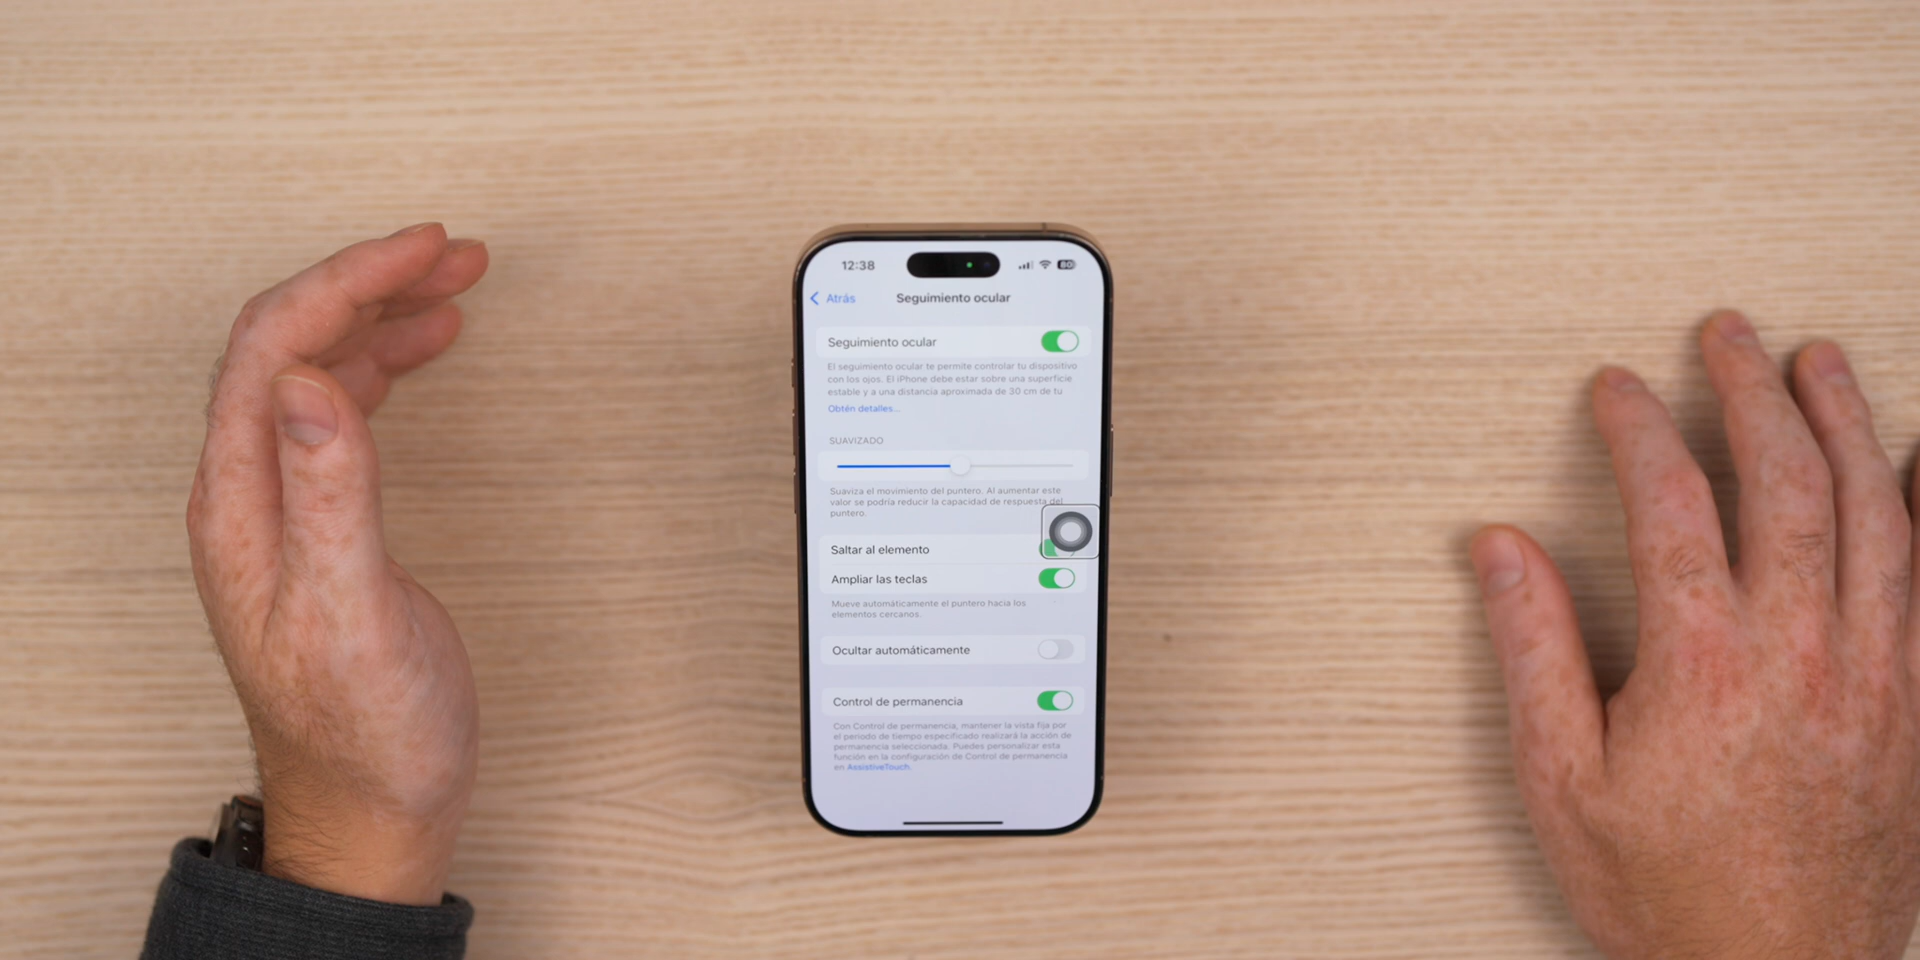 12:38
80
Atrás
Seguimiento ocular
Seguimiento ocular
El seguimiento ocular te permite controlar tu dispositivo
con los ojos. El iPhone debe estar sobre una superficie
estable y a una distancia aproximada de 30 cm de tu
Obtén detalles...
SUAVIZADO
Suaviza el movimiento del puntero. Al aumentar este
valor se podría reducir la capacidad de respuesta del
puntero.
Saltar al elemento
Ampliar las teclas
Mueve automáticamente el puntero hacia los
elementos cercanos.
Ocultar automáticamente
Control de permanencia
Con Control de permanencia, mantener la vista fija por
el periodo de tiempo especificado realizará la acción de
permanencia seleccionada. Puedes personalizar esta
función en la configuración de Control de permanencia
en AssistiveTouch.